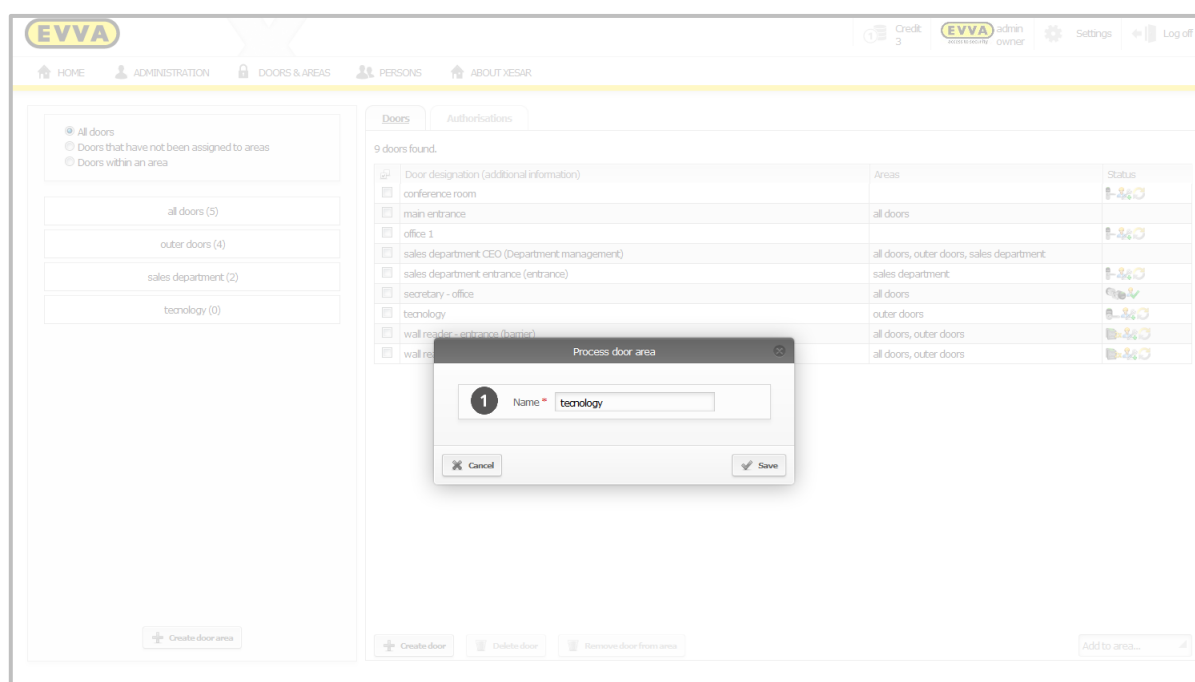 EVVA
Credit
3
EVVA
ACCESS TO SECURITY
admin
owner
Settings
Log off
HOME
ADMINISTRATION
DOORS & AREAS
PERSONS
ABOUT XESAR
All doors
Doors that have not been assigned to areas
Doors within an area
all doors (5)
outer doors (4)
sales department (2)
tecnology (0)
Create door area
Doors
Authorisations
9 doors found.
Door designation (additional information) Areas Status
conference room
main entrance all doors
office 1
sales department CEO (Department management) all doors, outer doors, sales department
sales department entrance (entrance) sales department
secretary - office all doors
tecnology outer doors
wall reader - entrance (barrier) all doors, outer doors
wall all doors, outer doors
Process door area
1 Name * tecnology
Cancel
Save
Create door
Delete door
Remove door from area
Add to area...